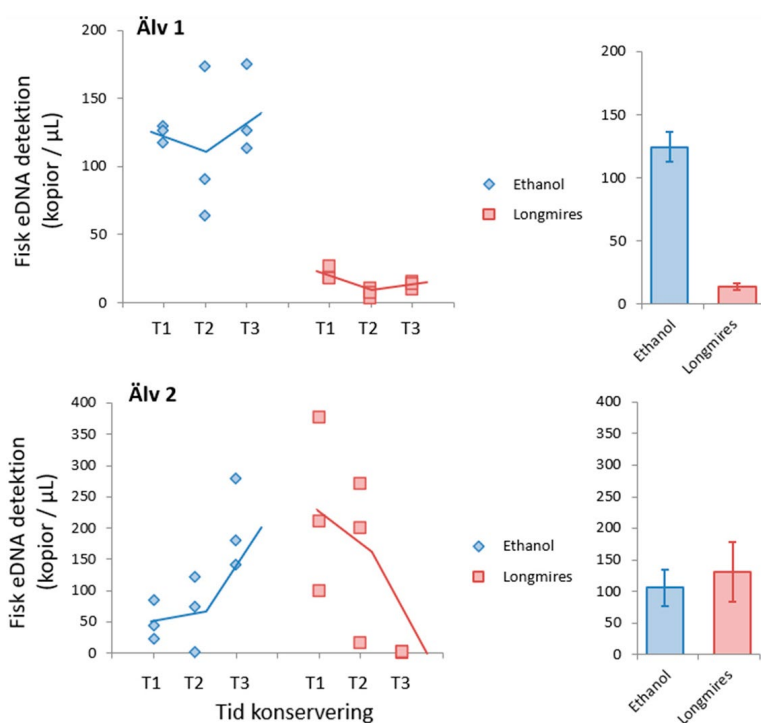 Älv 1
Fisk eDNA detektion
(kopior / µL)
200
150
100
50
0
T1 T2 T3 T1 T2 T3
Ethanol
Longmires
200
150
100
50
0
Ethanol
Longmires
Älv 2
Fisk eDNA detektion
(kopior / µL)
400
350
300
250
200
150
100
50
0
T1 T2 T3 T1 T2 T3
Tid konservering
Ethanol
Longmires
400
350
300
250
200
150
100
50
0
Ethanol
Longmires